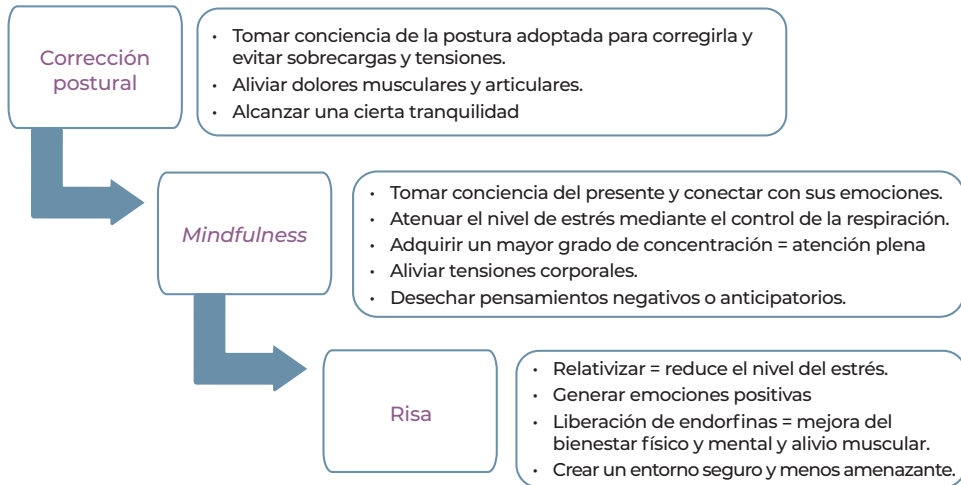 Corrección
postural
• Tomar conciencia de la postura adoptada para corregirla y
evitar sobrecargas y tensiones.
• Aliviar dolores musculares y articulares.
• Alcanzar una cierta tranquilidad
Mindfulness
• Tomar conciencia del presente y conectar con sus emociones.
• Atenuar el nivel de estrés mediante el control de la respiración.
• Adquirir un mayor grado de concentración = atención plena
• Aliviar tensiones corporales.
• Desechar pensamientos negativos o anticipatorios.
Risa
• Relativizar = reduce el nivel del estrés.
• Generar emociones positivas
• Liberación de endorfinas = mejora del
bienestar físico y mental y alivio muscular.
• Crear un entorno seguro y menos amenazante.